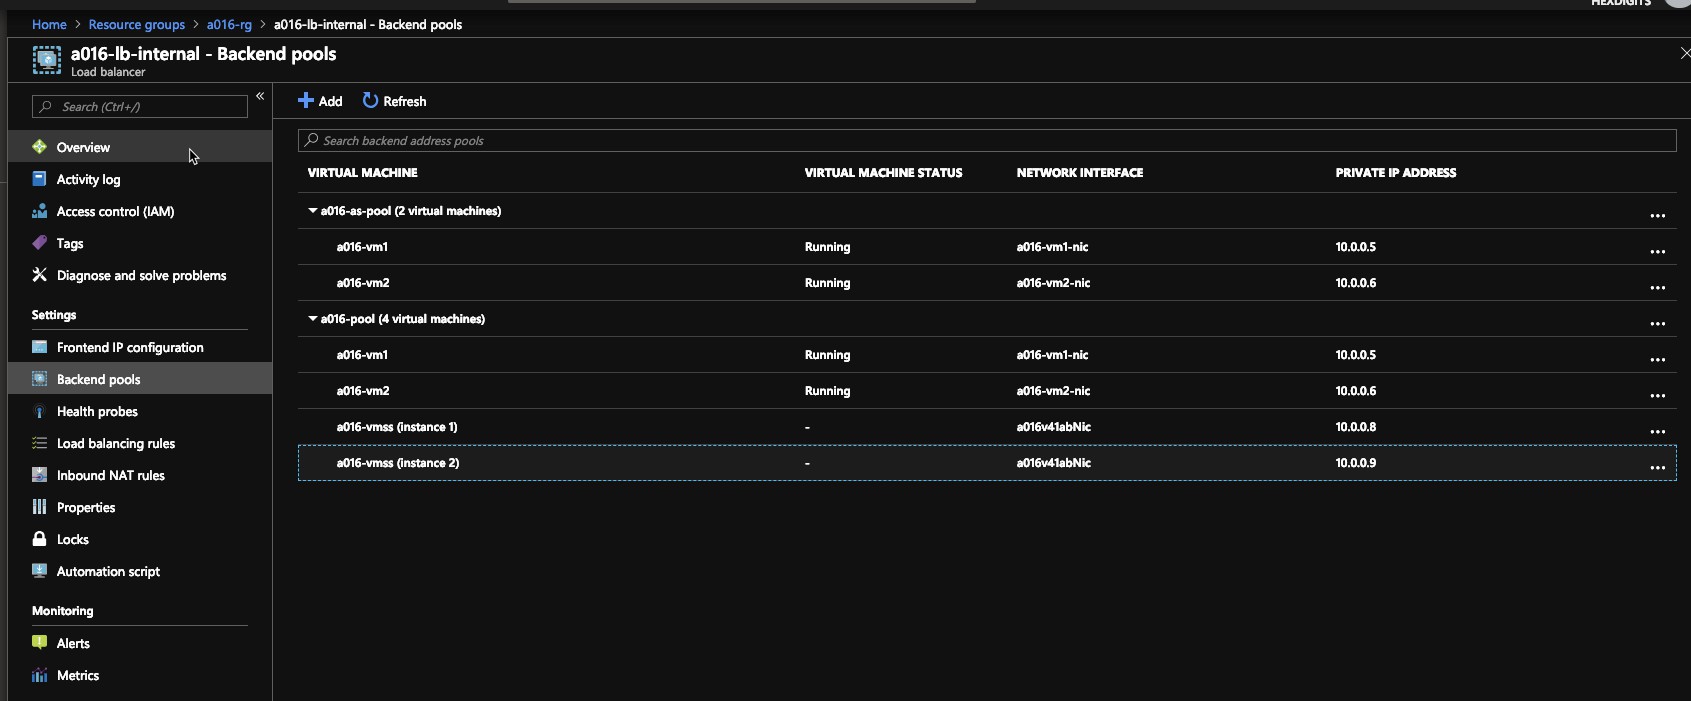 HEXDIGITS
Home > Resource groups > a016-rg > a016-lb-internal - Backend pools
a016-lb-internal - Backend pools
Load balancer
Search (Ctrl+/)
«
Overview
Activity log
Access control (IAM)
Tags
Diagnose and solve problems
Settings
Frontend IP configuration
Backend pools
Health probes
Load balancing rules
Inbound NAT rules
Properties
Locks
Automation script
Monitoring
Alerts
Metrics
Add Refresh
Search backend address pools
VIRTUAL MACHINE VIRTUAL MACHINE STATUS NETWORK INTERFACE PRIVATE IP ADDRESS
a016-as-pool (2 virtual machines) ...
a016-vm1 Running a016-vm1-nic 10.0.0.5 ...
a016-vm2 Running a016-vm2-nic 10.0.0.6 ...
a016-pool (4 virtual machines) ...
a016-vm1 Running a016-vm1-nic 10.0.0.5 ...
a016-vm2 Running a016-vm2-nic 10.0.0.6 ...
a016-vmss (instance 1) - a016v41abNic 10.0.0.8 ...
a016-vmss (instance 2) - a016v41abNic 10.0.0.9 ...